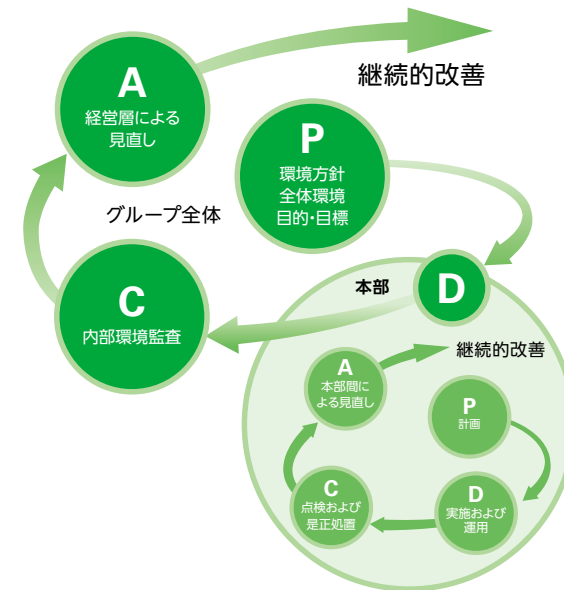 A
経営層による
見直し
継続的改善
P
環境方針
全体環境
目的・目標
グループ全体
C
内部環境監査
本部
D
継続的改善
A
本部間に
よる見直し
P
計画
C
点検および
是正処置
D
実施および
運用